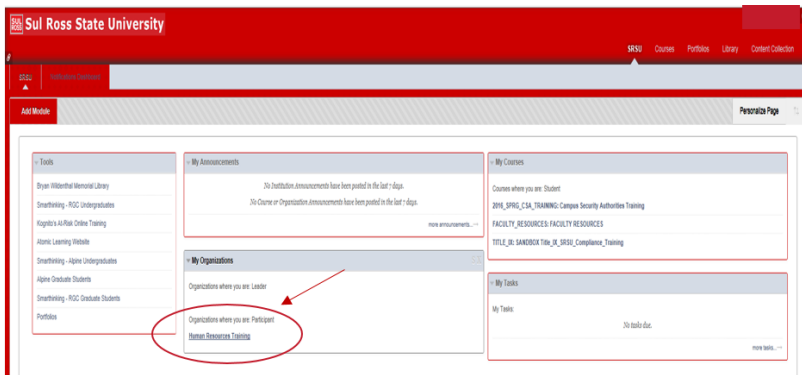 SUL ROSS Sul Ross State University
SRSU Courses Portfolios Library Content Collection
SRSU Institutions Dashboard
Add Module Personalize Page
Tools
Bryan Wildenthal Memorial Library
Smarthinking - RGC Undergraduates
Kognito's At-Risk Online Training
Atomic Learning Website
Smarthinking - Alpine Undergraduates
Alpine Graduate Students
Smarthinking - RGC Graduate Students
Portfolios
My Announcements
No Institution Announcements have been posted in the last 7 days.
No Course or Organization Announcements have been posted in the last 7 days.
more announcements...
My Organizations
Organizations where you are: Leader
Organizations where you are: Participant
Human Resources Training
My Courses
Courses where you are: Student
2016_SPRG_CSA_TRAINING: Campus Security Authorities Training
FACULTY_RESOURCES: FACULTY RESOURCES
TITLE_IX: SANDBOX Title_IX_SRSU_Compliance_Training
My Tasks
My Tasks:
No tasks due.
more tasks...